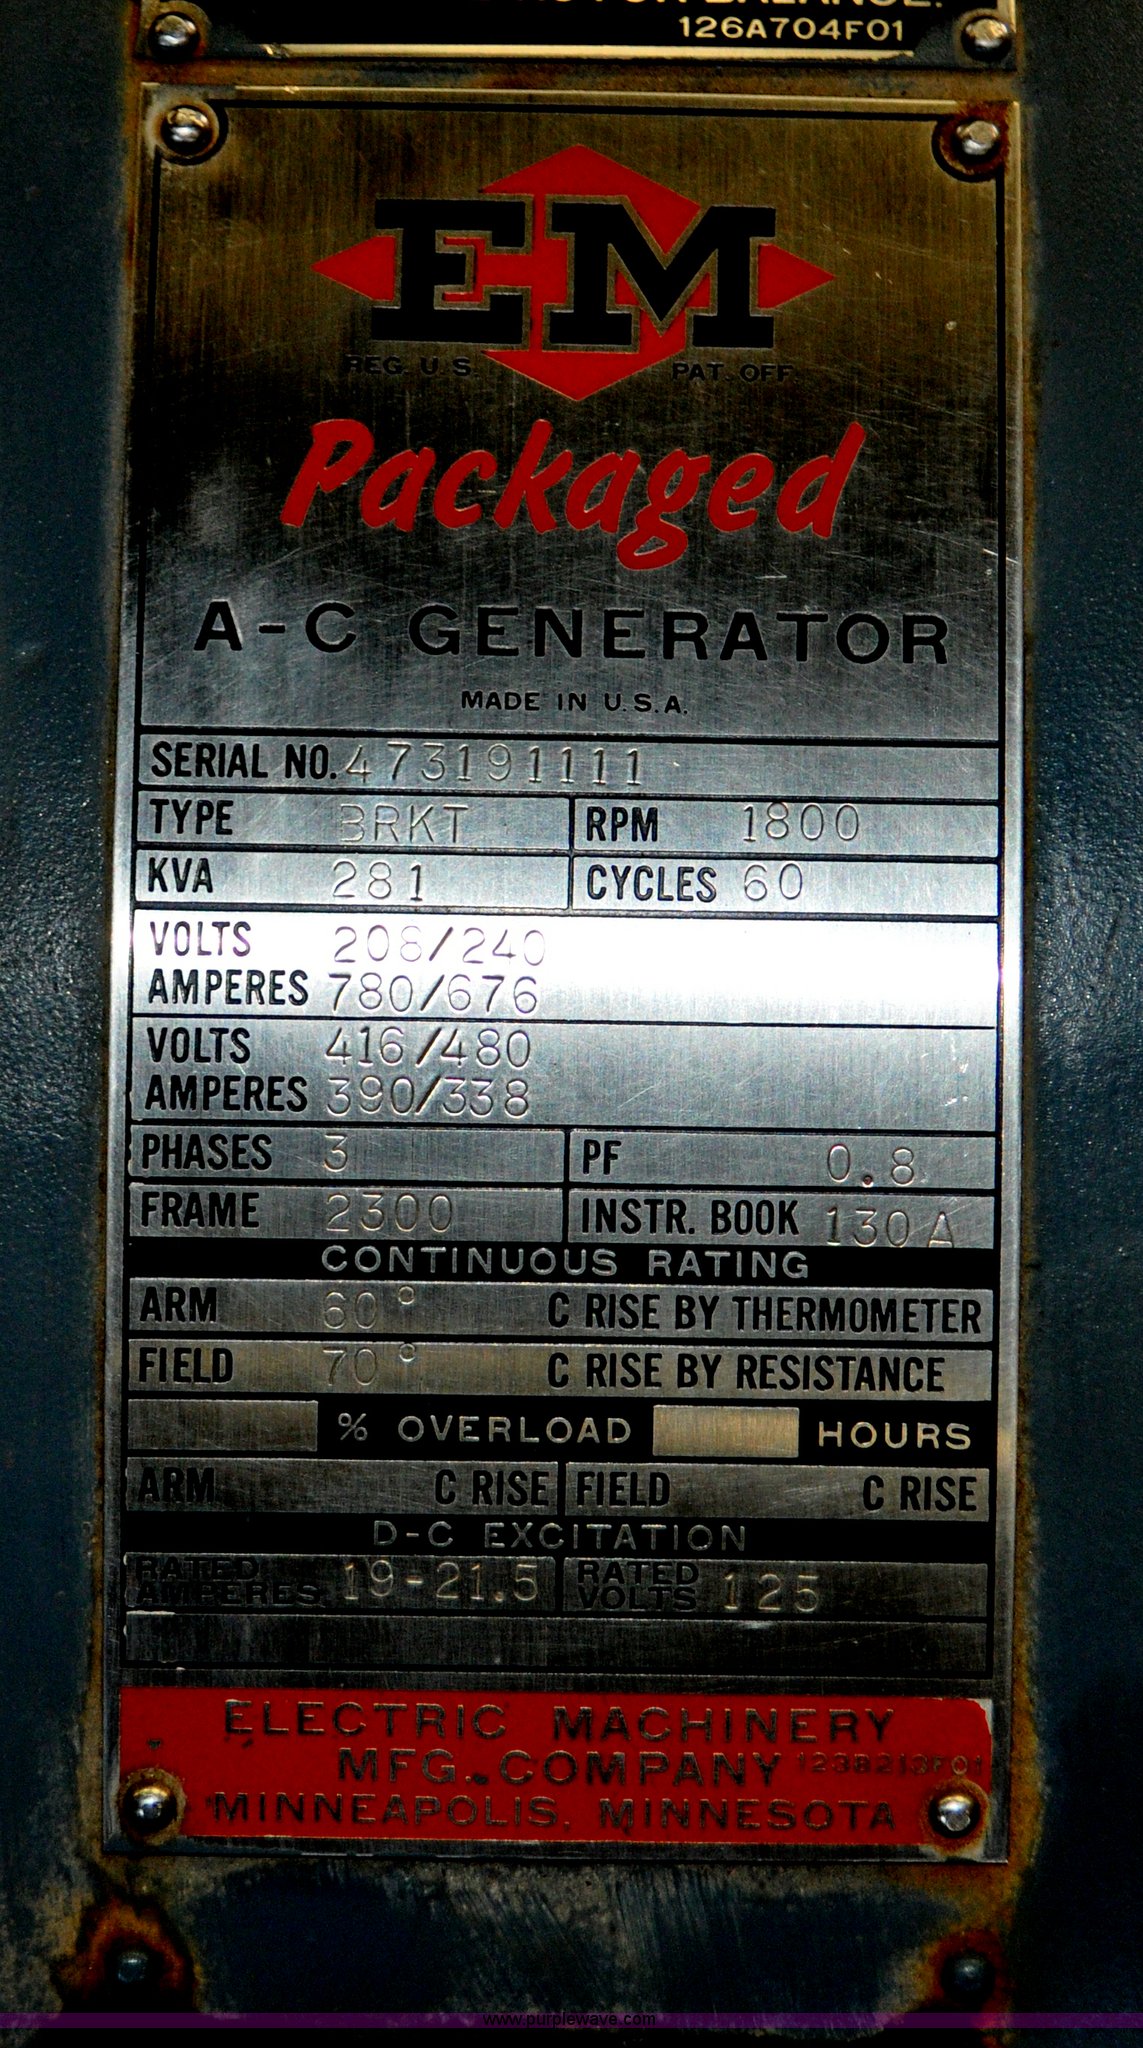 126A704F01
EM
REG. U.S. PAT. OFF.
Packaged
A-C GENERATOR
MADE IN U.S.A.
SERIAL NO. 473191111
TYPE BRKT RPM 1800
KVA 281 CYCLES 60
VOLTS 208/240
AMPERES 780/676
VOLTS 416/480
AMPERES 390/338
PHASES 3 PF 0.8
FRAME 2300 INSTR. BOOK 130A
CONTINUOUS RATING
ARM 60° C RISE BY THERMOMETER
FIELD 70° C RISE BY RESISTANCE
% OVERLOAD HOURS
ARM C RISE FIELD C RISE
D-C EXCITATION
RATED AMPERES 19-21.5 RATED VOLTS 125
ELECTRIC MACHINERY
MFG. COMPANY 123B213F01
MINNEAPOLIS, MINNESOTA
www.purplewave.com